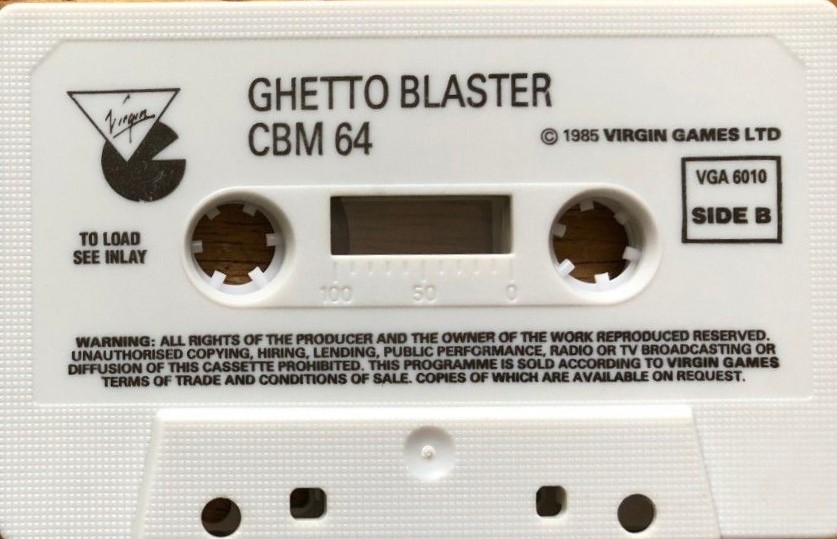 Virgin
GHETTO BLASTER
CBM 64
© 1985 VIRGIN GAMES LTD
VGA 6010
SIDE B
TO LOAD
SEE INLAY
100 50 0
WARNING: ALL RIGHTS OF THE PRODUCER AND THE OWNER OF THE WORK REPRODUCED RESERVED.
UNAUTHORISED COPYING, HIRING, LENDING, PUBLIC PERFORMANCE, RADIO OR TV BROADCASTING OR
DIFFUSION OF THIS CASSETTE PROHIBITED. THIS PROGRAMME IS SOLD ACCORDING TO VIRGIN GAMES
TERMS OF TRADE AND CONDITIONS OF SALE. COPIES OF WHICH ARE AVAILABLE ON REQUEST.